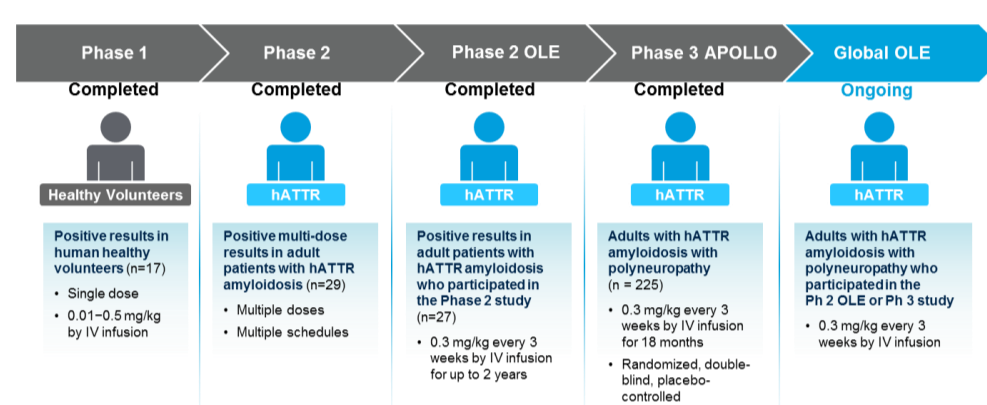 Phase 1
Phase 2
Phase 2 OLE
Phase 3 APOLLO
Global OLE
Completed
Completed
Completed
Completed
Ongoing
Healthy Volunteers
hATTR
hATTR
hATTR
hATTR
Positive results in
human healthy
volunteers (n=17)
• Single dose
• 0.01–0.5 mg/kg
by IV infusion
Positive multi-dose
results in adult
patients with hATTR
amyloidosis (n=29)
• Multiple doses
• Multiple schedules
Positive results in
adult patients with
hATTR amyloidosis
who participated in
the Phase 2 study
(n=27)
• 0.3 mg/kg every 3
weeks by IV infusion
for up to 2 years
Adults with hATTR
amyloidosis with
polyneuropathy
(n = 225)
• 0.3 mg/kg every 3
weeks by IV infusion
for 18 months
• Randomized, double-
blind, placebo-
controlled
Adults with hATTR
amyloidosis with
polyneuropathy who
participated in the
Ph 2 OLE or Ph 3 study
• 0.3 mg/kg every 3
weeks by IV infusion